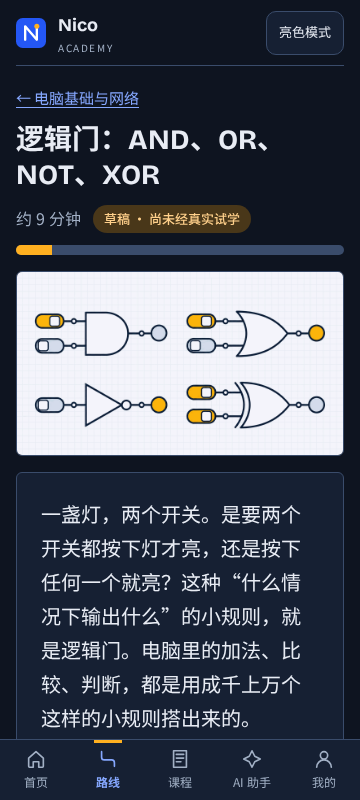 Nico
ACADEMY
亮色模式
← 电脑基础与网络
逻辑门：AND、OR、
NOT、XOR
约 9 分钟
草稿 · 尚未经真实试学
一盏灯，两个开关。是要两个
开关都按下灯才亮，还是按下
任何一个就亮？这种“什么情
况下输出什么”的小规则，就
是逻辑门。电脑里的加法、比
较、判断，都是用成千上万个
这样的小规则搭出来的。
首页
路线
课程
AI 助手
我的